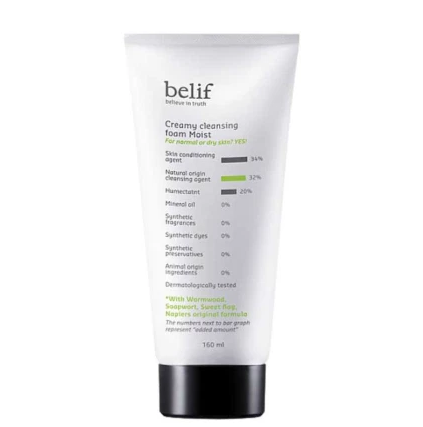 belif
believe in truth
Creamy cleansing
foam Moist
For normal or dry skin? YES!
Skin conditioning
agent 34%
Natural origin
cleansing agent 32%
Humectant 20%
Mineral oil 0%
Synthetic
fragrances 0%
Synthetic dyes 0%
Synthetic
preservatives 0%
Animal origin
ingredients 0%
Dermatologically tested
*With Wormwood,
Soapwort, Sweet flag,
Napiers original formula
The numbers next to bar graph
represent "added amount"
160 ml